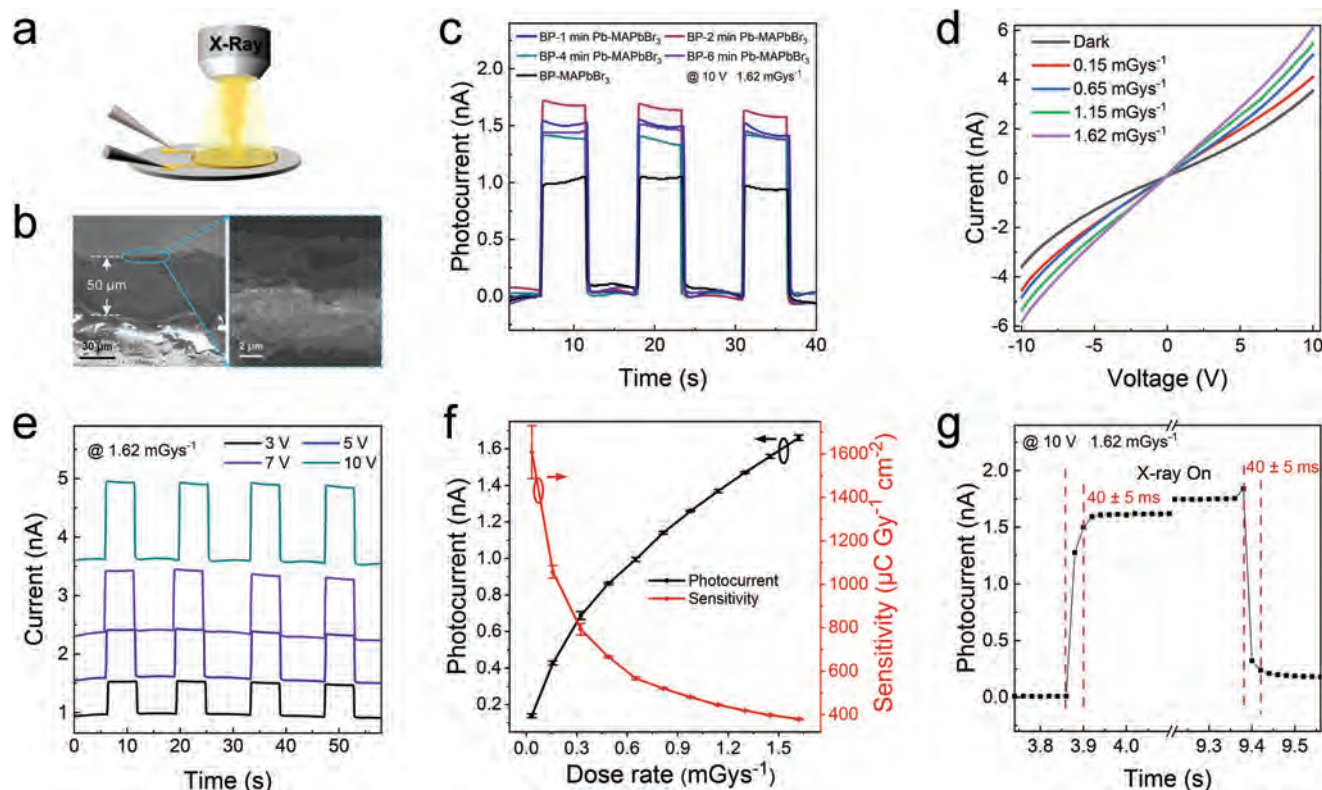 a
X-Ray
b
50 μm
30 μm
2 μm
c
BP-1 min Pb-MAPbBr₃ BP-2 min Pb-MAPbBr₃
BP-4 min Pb-MAPbBr₃ BP-6 min Pb-MAPbBr₃
BP-MAPbBr₃ @ 10 V 1.62 mGys⁻¹
Photocurrent (nA)
2.0
1.5
1.0
0.5
0.0
10 20 30 40
Time (s)
d
Dark
0.15 mGys⁻¹
0.65 mGys⁻¹
1.15 mGys⁻¹
1.62 mGys⁻¹
Current (nA)
6
4
2
0
-2
-4
-6
-10 -5 0 5 10
Voltage (V)
e
@ 1.62 mGys⁻¹
3 V 5 V
7 V 10 V
Current (nA)
5
4
3
2
1
0 10 20 30 40 50
Time (s)
f
Photocurrent (nA)
1.6
1.4
1.2
1.0
0.8
0.6
0.4
0.2
Photocurrent
Sensitivity
1600
1400
1200
1000
800
600
400
Sensitivity (μC Gy⁻¹ cm⁻²)
0.0 0.3 0.6 0.9 1.2 1.5
Dose rate (mGys⁻¹)
g
@ 10 V 1.62 mGys⁻¹
X-ray On
40 ± 5 ms
40 ± 5 ms
Photocurrent (nA)
2.0
1.5
1.0
0.5
0.0
3.8 3.9 4.0 9.3 9.4 9.5
Time (s)